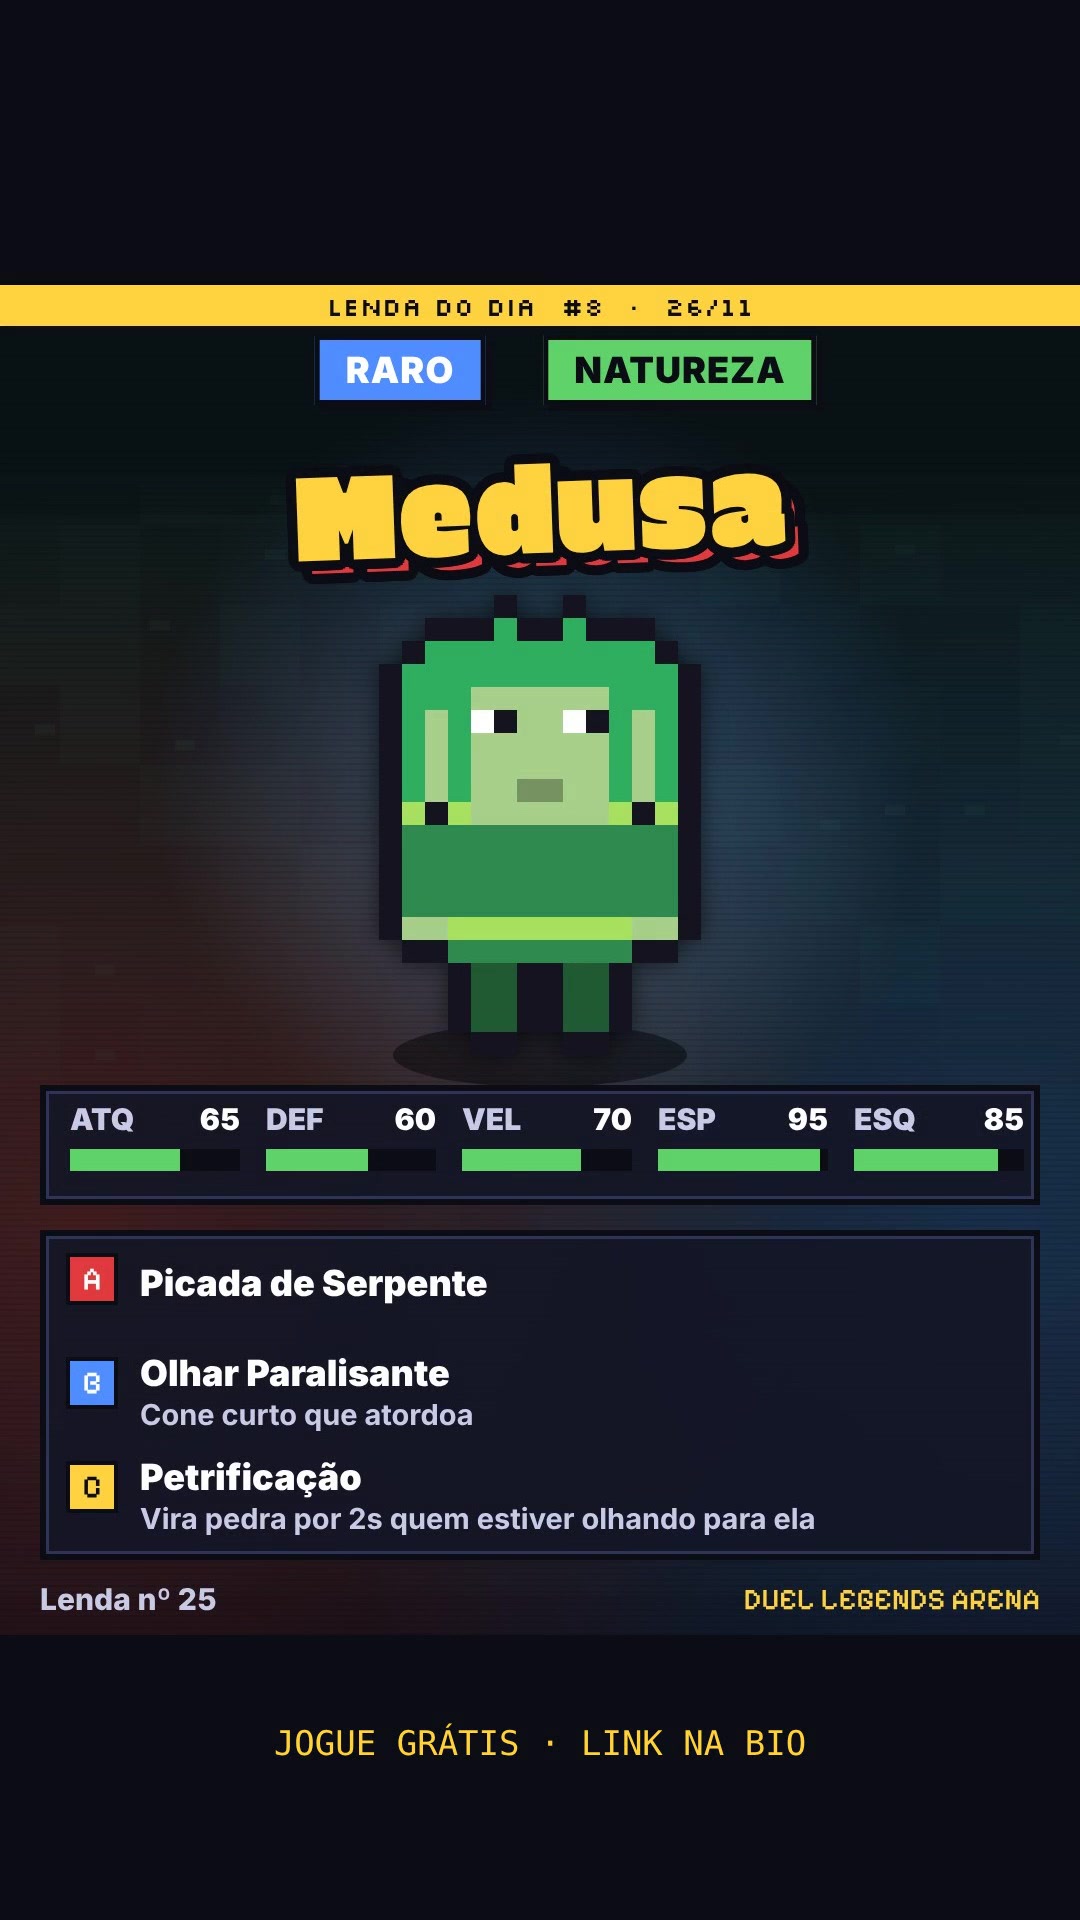 LENDA DO DIA #8 · 26/11
RARO
NATUREZA
Medusa
ATQ 65 DEF 60 VEL 70 ESP 95 ESQ 85
A Picada de Serpente
B Olhar Paralisante
Cone curto que atordoa
C Petrificação
Vira pedra por 2s quem estiver olhando para ela
Lenda nº 25
DUEL LEGENDS ARENA
JOGUE GRÁTIS · LINK NA BIO